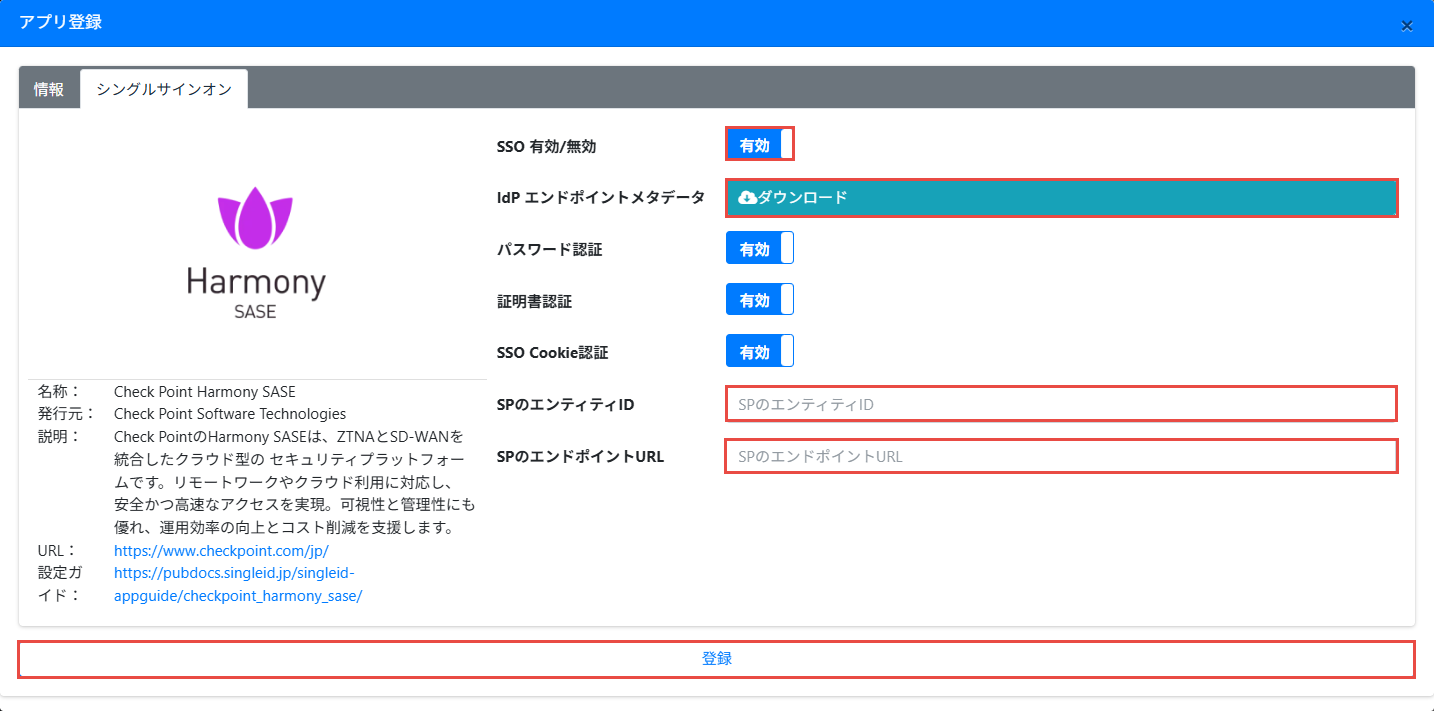 アプリ登録
×
情報
シングルサインオン
Harmony
SASE
名称：
Check Point Harmony SASE
発行元：
Check Point Software Technologies
説明：
Check PointのHarmony SASEは、ZTNAとSD-WANを
統合したクラウド型の セキュリティプラットフォー
ムです。リモートワークやクラウド利用に対応し、
安全かつ高速なアクセスを実現。可視性と管理性にも
優れ、運用効率の向上とコスト削減を支援します。
URL：
https://www.checkpoint.com/jp/
設定ガ
イド：
https://pubdocs.singleid.jp/singleid-
appguide/checkpoint_harmony_sase/
SSO 有効/無効
有効
IdP エンドポイントメタデータ
ダウンロード
パスワード認証
有効
証明書認証
有効
SSO Cookie認証
有効
SPのエンティティID
SPのエンティティID
SPのエンドポイントURL
SPのエンドポイントURL
登録